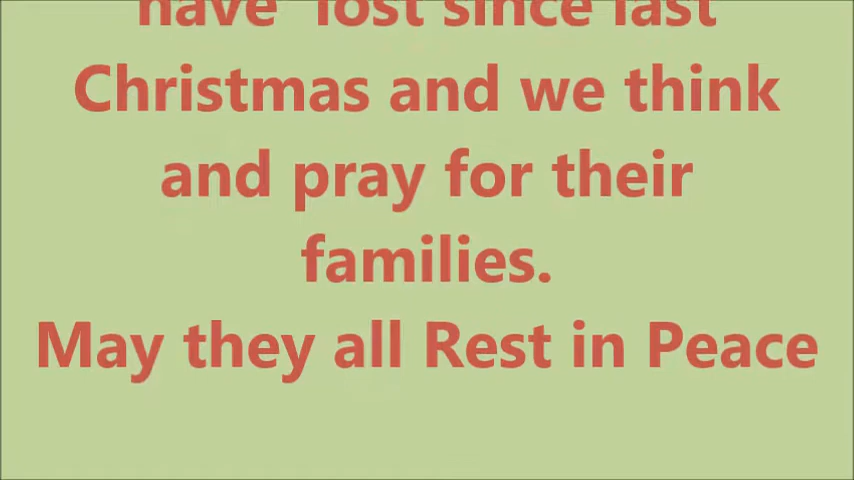 have lost since last
Christmas and we think
and pray for their
families.
May they all Rest in Peace